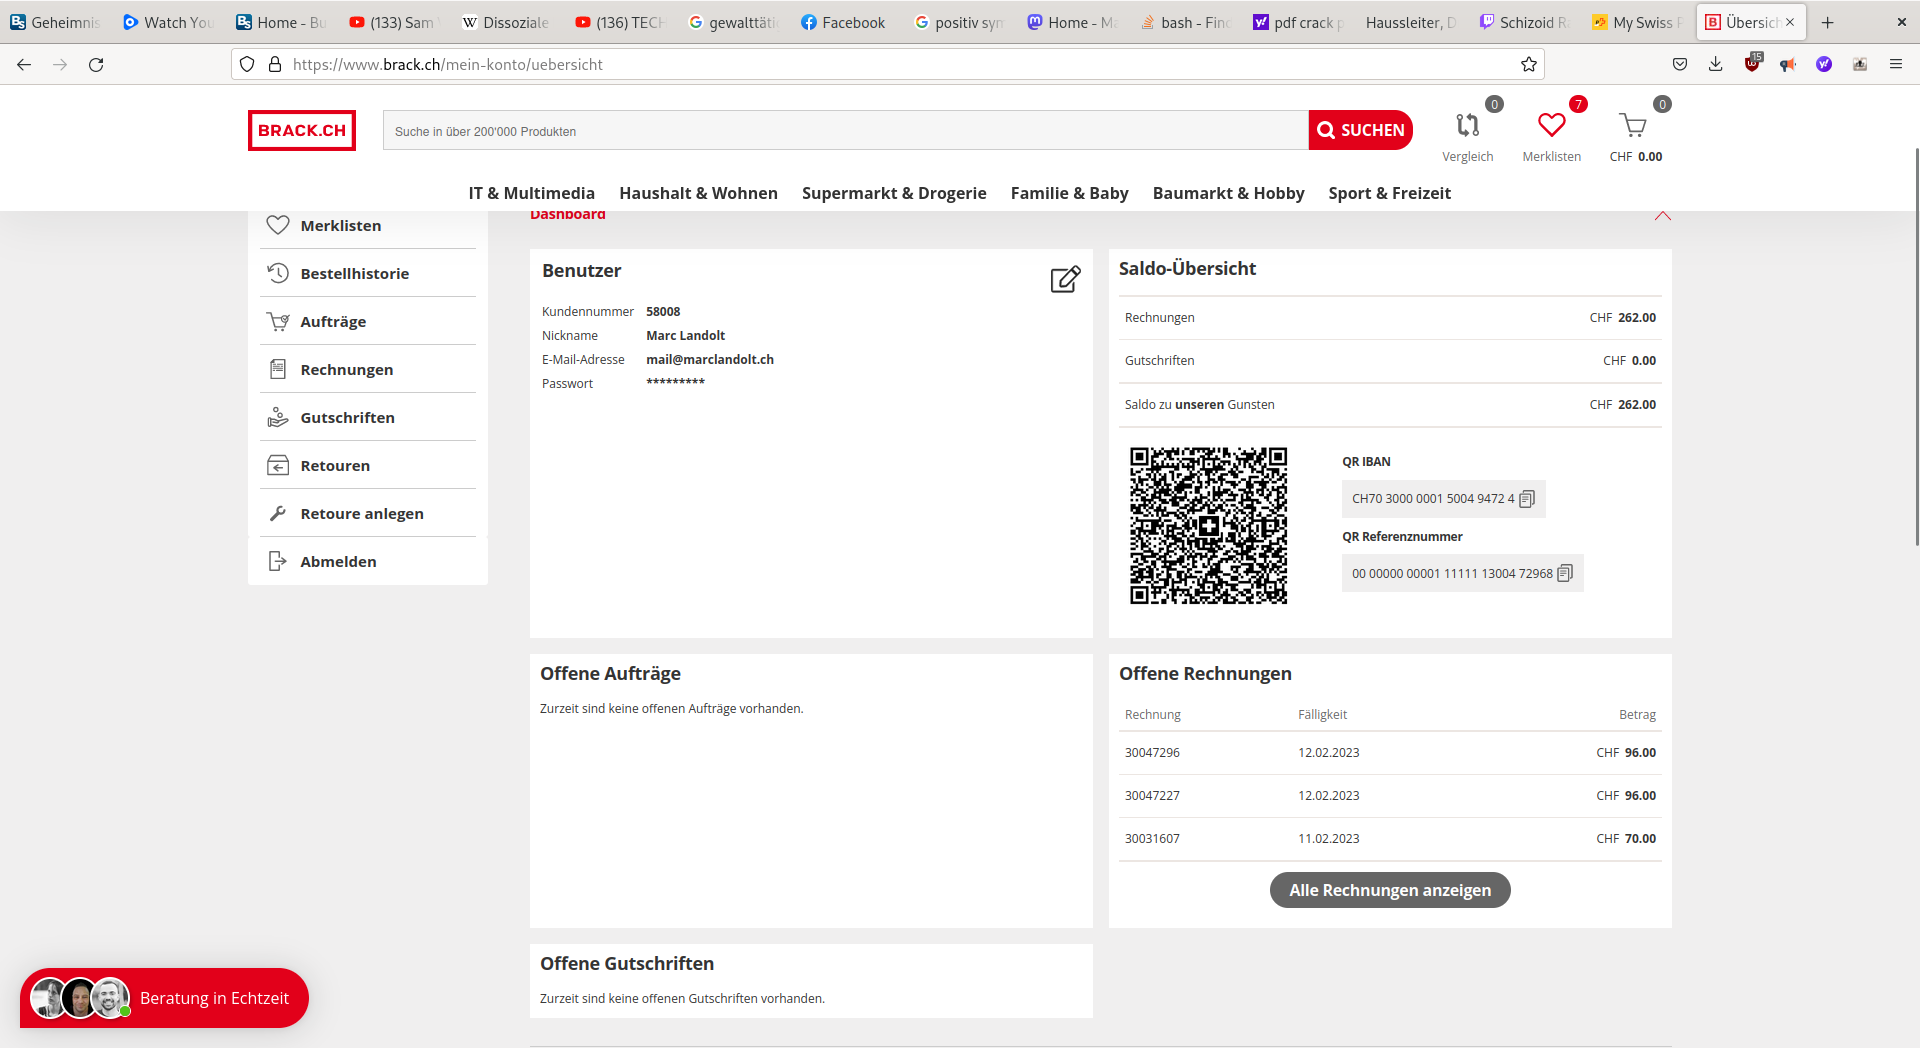 Geheimnis
Watch You
Home - Bu
(133) Sam
Dissoziale
(136) TECH
gewalttäti
Facebook
positiv sym
Home - Ma
bash - Find
pdf crack p
Haussleiter, D
Schizoid Ra
My Swiss P
Übersich
https://www.brack.ch/mein-konto/uebersicht
15
BRACK.CH
Suche in über 200'000 Produkten
SUCHEN
0
Vergleich
7
Merklisten
0
CHF 0.00
IT & Multimedia
Haushalt & Wohnen
Supermarkt & Drogerie
Familie & Baby
Baumarkt & Hobby
Sport & Freizeit
Merklisten
Bestellhistorie
Aufträge
Rechnungen
Gutschriften
Retouren
Retoure anlegen
Abmelden
Dashboard
Benutzer
Kundennummer 58008
Nickname Marc Landolt
E-Mail-Adresse mail@marclandolt.ch
Passwort *********
Saldo-Übersicht
Rechnungen CHF 262.00
Gutschriften CHF 0.00
Saldo zu unseren Gunsten CHF 262.00
QR IBAN
CH70 3000 0001 5004 9472 4
QR Referenznummer
00 00000 00001 11111 13004 72968
Offene Aufträge
Zurzeit sind keine offenen Aufträge vorhanden.
Offene Rechnungen
Rechnung Fälligkeit Betrag
30047296 12.02.2023 CHF 96.00
30047227 12.02.2023 CHF 96.00
30031607 11.02.2023 CHF 70.00
Alle Rechnungen anzeigen
Offene Gutschriften
Zurzeit sind keine offenen Gutschriften vorhanden.
Beratung in Echtzeit